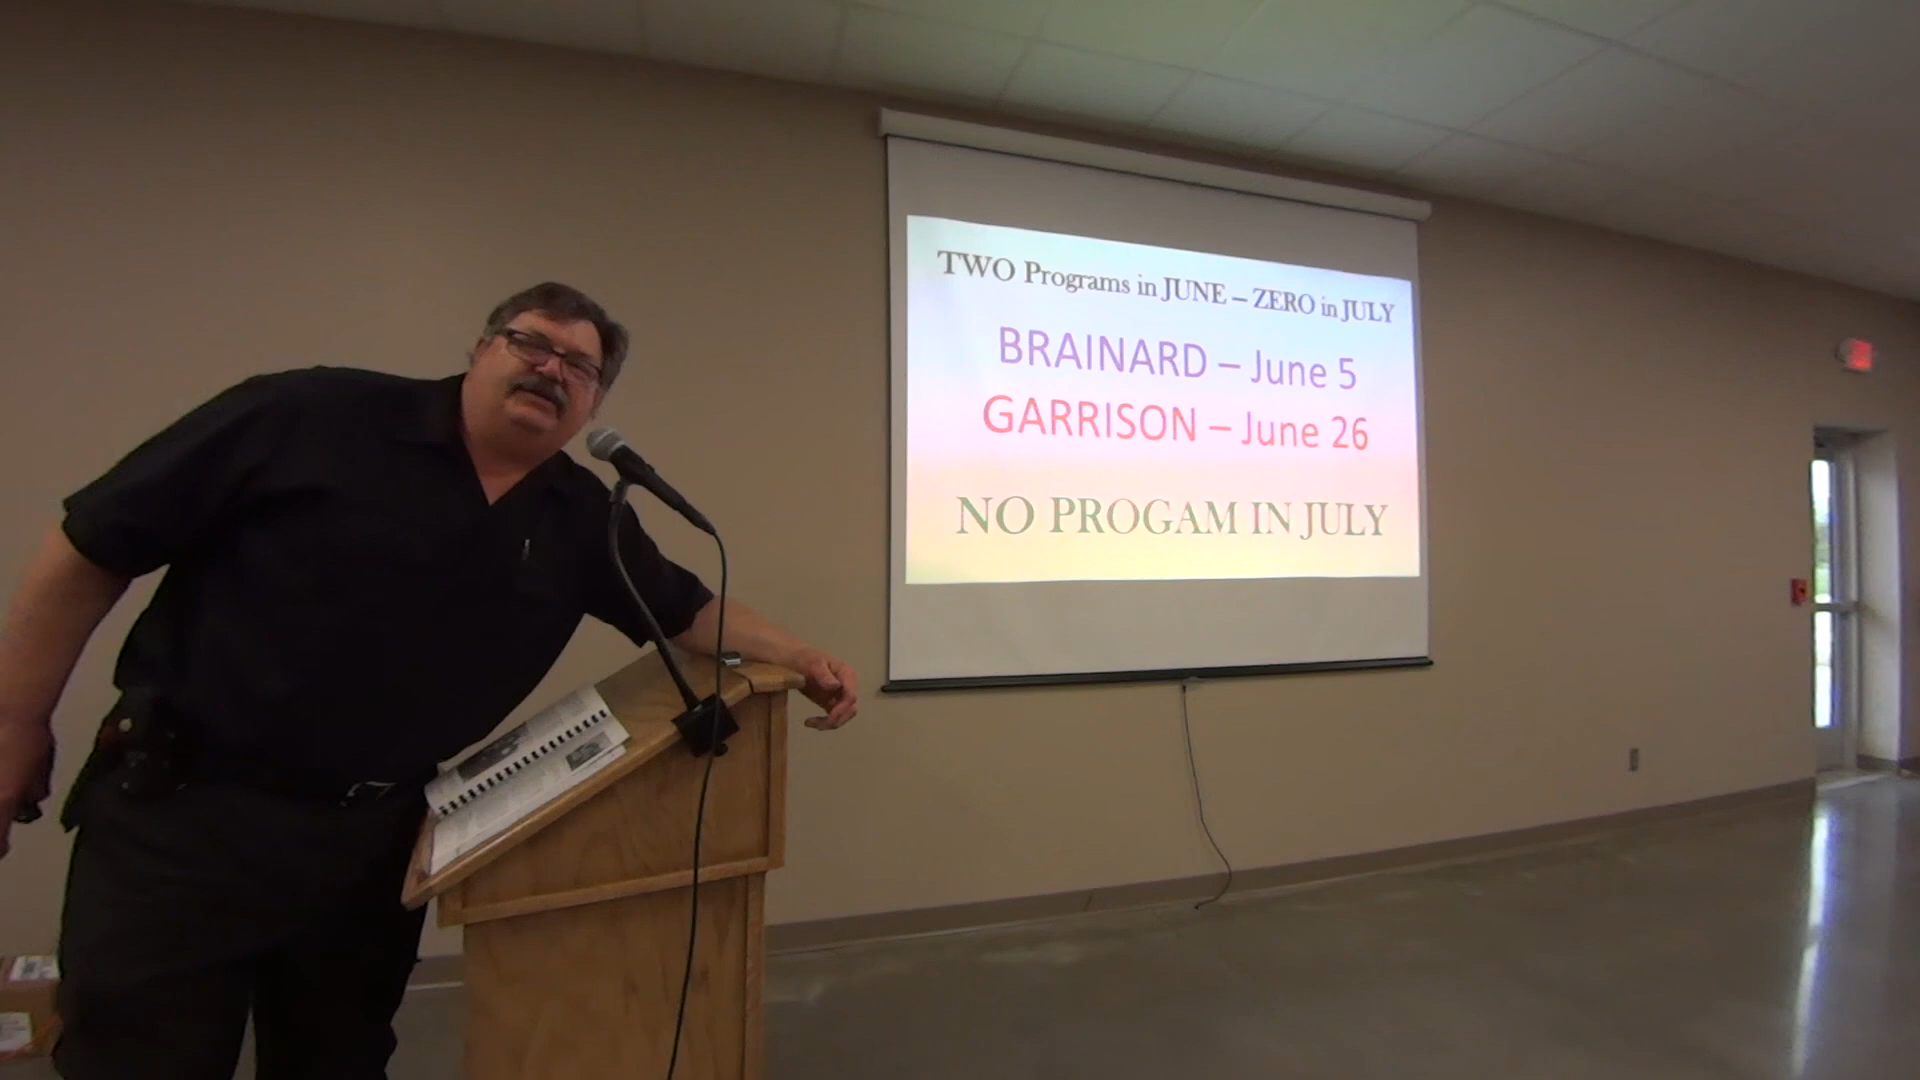 TWO Programs in JUNE – ZERO in JULY
BRAINARD – June 5
GARRISON – June 26
NO PROGAM IN JULY